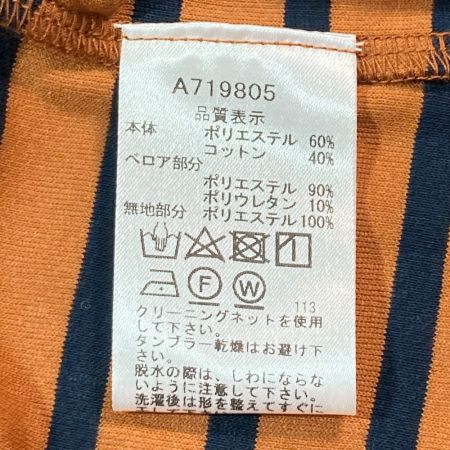 A719805
品質表示
本体 ポリエステル 60%
コットン 40%
ベロア部分
ポリエステル 90%
ポリウレタン 10%
無地部分 ポリエステル 100%
F W
113
クリーニングネットを使用
して下さい。
タンブラー乾燥はお避け下
さい。
脱水の際は、しわにならな
いように注意して下さい。
洗濯後は形を整えてすぐに